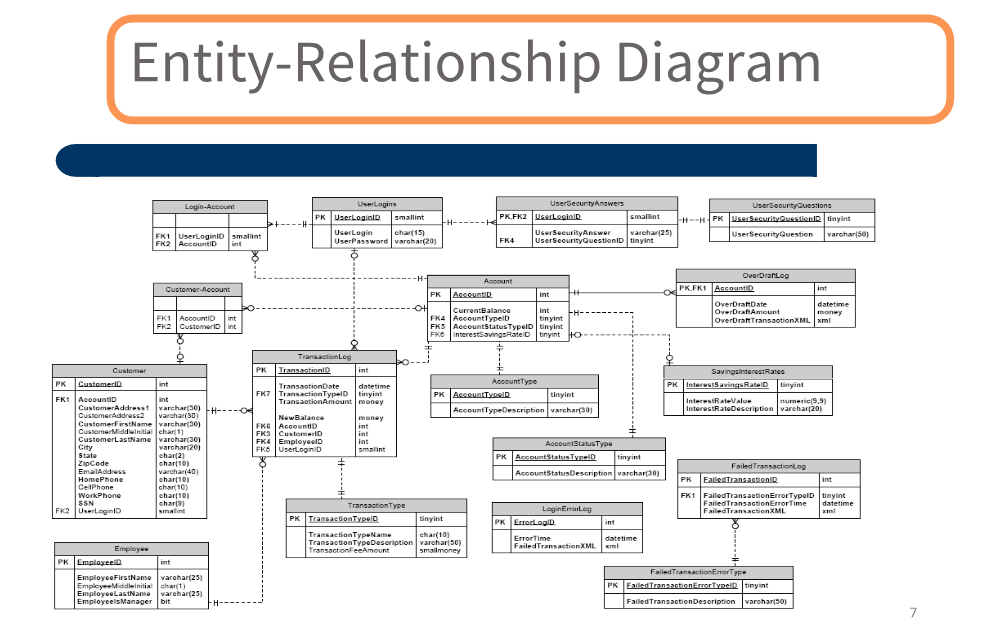 Entity-Relationship Diagram
Login-Account
FK1 UserLoginID smallint
FK2 AccountID int
UserLogins
PK UserLoginID smallint
UserLogin char(15)
UserPassword varchar(20)
UserSecurityAnswers
PK,FK2 UserLoginID smallint
UserSecurityAnswer varchar(25)
FK4 UserSecurityQuestionID tinyint
UserSecurityQuestions
PK UserSecurityQuestionID tinyint
UserSecurityQuestion varchar(50)
Customer-Account
FK1 AccountID int
FK2 CustomerID int
Account
PK AccountID int
CurrentBalance int
FK4 AccountTypeID tinyint
FK5 AccountStatusTypeID tinyint
FK6 InterestSavingsRateID tinyint
OverDraftLog
PK,FK1 AccountID int
OverDraftDate datetime
OverDraftAmount money
OverDraftTransactionXML xml
Customer
PK CustomerID int
FK1 AccountID int
CustomerAddress1 varchar(30)
CustomerAddress2 varchar(30)
CustomerFirstName varchar(30)
CustomerMiddleInitial char(1)
CustomerLastName varchar(30)
City varchar(20)
State char(2)
ZipCode char(10)
EmailAddress varchar(40)
HomePhone char(10)
CellPhone char(10)
WorkPhone char(10)
SSN char(9)
FK2 UserLoginID smallint
TransactionLog
PK TransactionID int
TransactionDate datetime
FK7 TransactionTypeID tinyint
TransactionAmount money
NewBalance money
FK6 AccountID int
FK3 CustomerID int
FK4 EmployeeID int
FK5 UserLoginID smallint
AccountType
PK AccountTypeID tinyint
AccountTypeDescription varchar(30)
SavingsInterestRates
PK InterestSavingsRateID tinyint
InterestRateValue numeric(9,9)
InterestRateDescription varchar(20)
AccountStatusType
PK AccountStatusTypeID tinyint
AccountStatusDescription varchar(30)
FailedTransactionLog
PK FailedTransactionID int
FK1 FailedTransactionErrorTypeID tinyint
FailedTransactionErrorTime datetime
FailedTransactionXML xml
TransactionType
PK TransactionTypeID tinyint
TransactionTypeName char(10)
TransactionTypeDescription varchar(50)
TransactionFeeAmount smallmoney
LoginErrorLog
PK ErrorLogID int
ErrorTime datetime
FailedTransactionXML xml
Employee
PK EmployeeID int
EmployeeFirstName varchar(25)
EmployeeMiddleInitial char(1)
EmployeeLastName varchar(25)
EmployeeIsManager bit
FailedTransactionErrorType
PK FailedTransactionErrorTypeID tinyint
FailedTransactionDescription varchar(50)
7